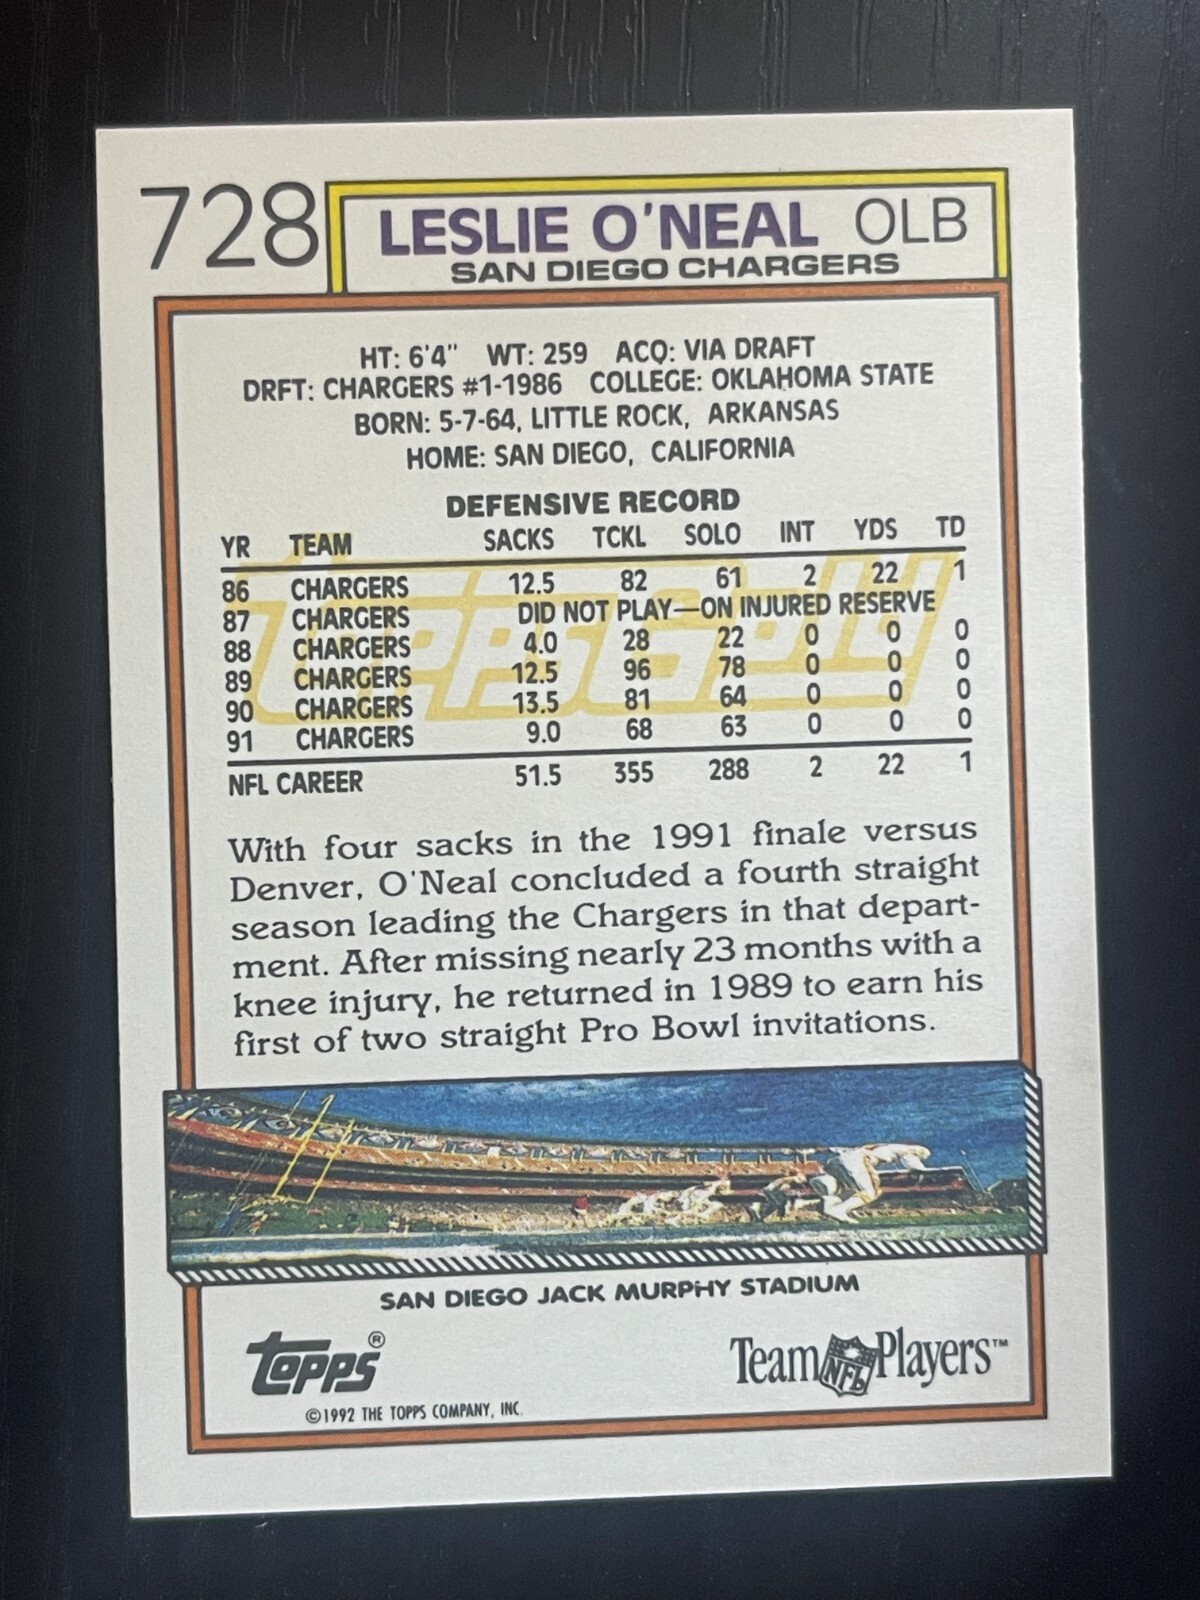 728 LESLIE O'NEAL OLB
SAN DIEGO CHARGERS
HT: 6'4" WT: 259 ACQ: VIA DRAFT
DRFT: CHARGERS #1-1986 COLLEGE: OKLAHOMA STATE
BORN: 5-7-64, LITTLE ROCK, ARKANSAS
HOME: SAN DIEGO, CALIFORNIA
DEFENSIVE RECORD
YR TEAM SACKS TCKL SOLO INT YDS TD
86 CHARGERS 12.5 82 61 2 22 1
87 CHARGERS DID NOT PLAY—ON INJURED RESERVE
88 CHARGERS 4.0 28 22 0 0 0
89 CHARGERS 12.5 96 78 0 0 0
90 CHARGERS 13.5 81 64 0 0 0
91 CHARGERS 9.0 68 63 0 0 0
NFL CAREER 51.5 355 288 2 22 1
ToppsGold
With four sacks in the 1991 finale versus
Denver, O'Neal concluded a fourth straight
season leading the Chargers in that depart-
ment. After missing nearly 23 months with a
knee injury, he returned in 1989 to earn his
first of two straight Pro Bowl invitations.
SAN DIEGO JACK MURPHY STADIUM
Topps® Team NFL Players™
©1992 THE TOPPS COMPANY, INC.